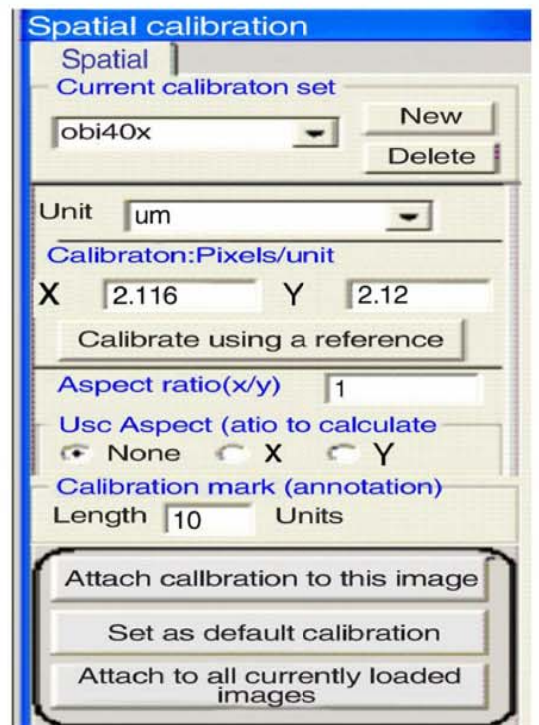 Spatial calibration
Spatial
Current calibraton set
obi40x
New
Delete
Unit um
Calibraton:Pixels/unit
X 2.116 Y 2.12
Calibrate using a reference
Aspect ratio(x/y) 1
Usc Aspect (atio to calculate
None X Y
Calibration mark (annotation)
Length 10 Units
Attach callbration to this image
Set as default calibration
Attach to all currently loaded
images